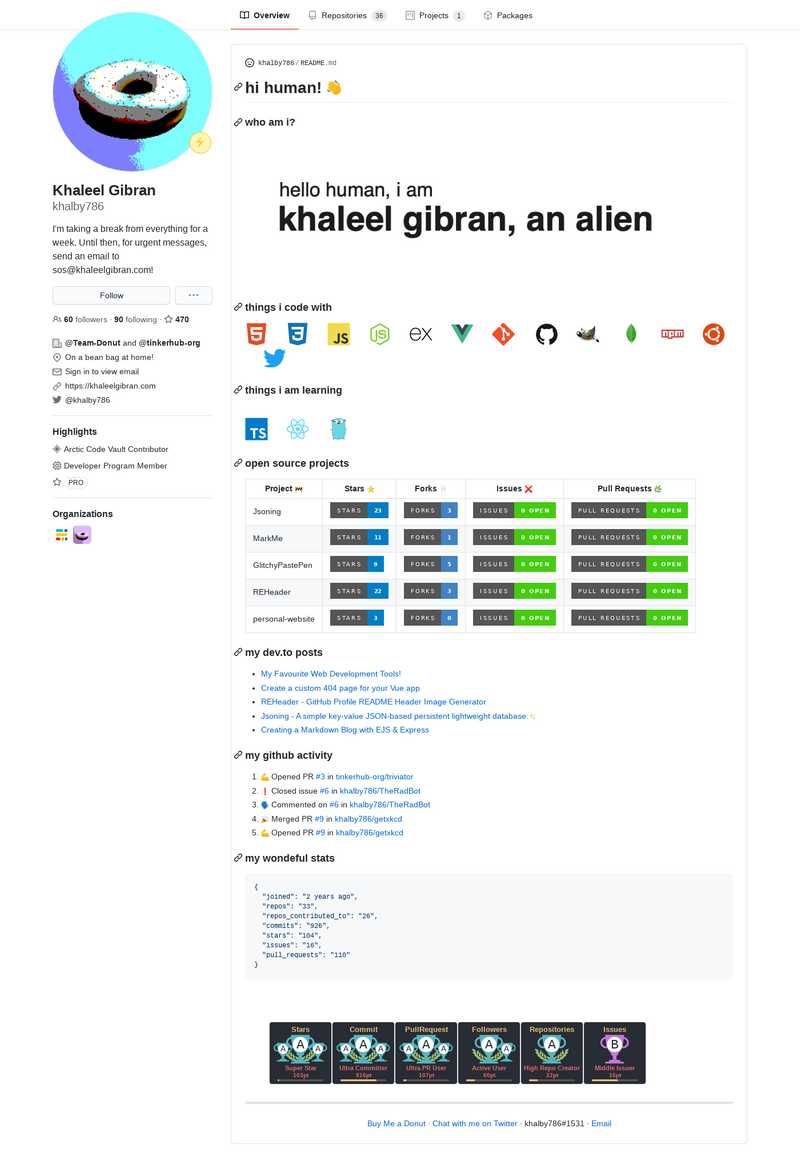 Overview Repositories 36 Projects 1 Packages
Khaleel Gibran
khalby786
I'm taking a break from everything for a
week. Until then, for urgent messages,
send an email to
sos@khaleelgibran.com!
Follow ...
60 followers · 90 following · 470
@Team-Donut and @tinkerhub-org
On a bean bag at home!
Sign in to view email
https://khaleelgibran.com
@khalby786
Highlights
Arctic Code Vault Contributor
Developer Program Member
PRO
Organizations
khalby786 / README.md
hi human! 👋
who am i?
hello human, i am
khaleel gibran, an alien
things i code with
5 3 JS JS ex npm
things i am learning
TS
open source projects
Project 🚧 Stars ⭐ Forks 🍴 Issues ❌ Pull Requests 🌿
Jsoning STARS 23 FORKS 3 ISSUES 0 OPEN PULL REQUESTS 0 OPEN
MarkMe STARS 11 FORKS 1 ISSUES 0 OPEN PULL REQUESTS 0 OPEN
GlitchyPastePen STARS 9 FORKS 5 ISSUES 0 OPEN PULL REQUESTS 0 OPEN
REHeader STARS 22 FORKS 3 ISSUES 0 OPEN PULL REQUESTS 0 OPEN
personal-website STARS 3 FORKS 0 ISSUES 0 OPEN PULL REQUESTS 0 OPEN
my dev.to posts
• My Favourite Web Development Tools!
• Create a custom 404 page for your Vue app
• REHeader - GitHub Profile README Header Image Generator
• Jsoning - A simple key-value JSON-based persistent lightweight database.✨
• Creating a Markdown Blog with EJS & Express
my github activity
1. 💪 Opened PR #3 in tinkerhub-org/triviator
2. ❗ Closed issue #6 in khalby786/TheRadBot
3. 🗣 Commented on #6 in khalby786/TheRadBot
4. 🎉 Merged PR #9 in khalby786/getxkcd
5. 💪 Opened PR #9 in khalby786/getxkcd
my wondeful stats
{
"joined": "2 years ago",
"repos": "33",
"repos_contributed_to": "26",
"commits": "926",
"stars": "104",
"issues": "16",
"pull_requests": "110"
}
Stars Commit PullRequest Followers Repositories Issues
A A A A A A A A A A A B
Super Star Ultra Committer Ultra PR User Active User High Repo Creator Middle Issuer
Buy Me a Donut · Chat with me on Twitter · khalby786#1531 · Email